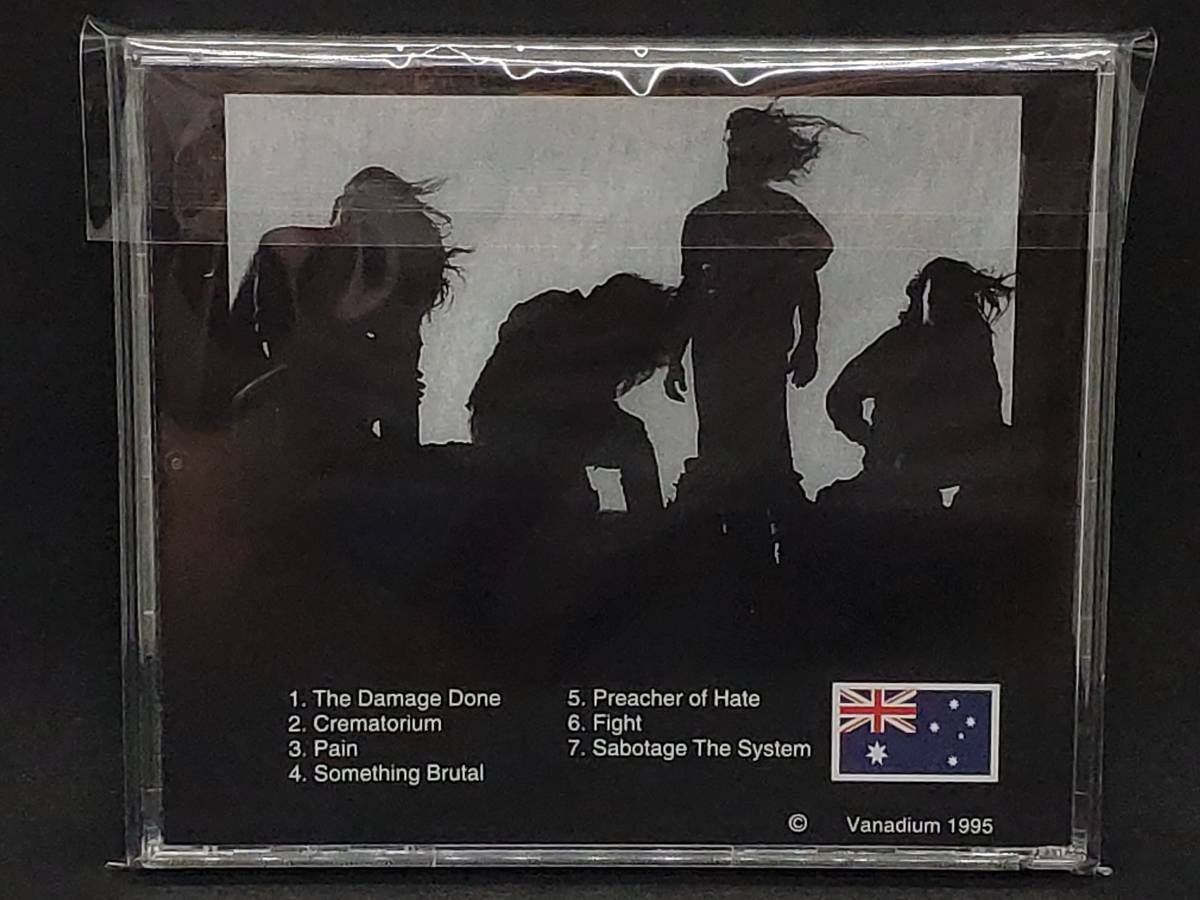 1. The Damage Done
2. Crematorium
3. Pain
4. Something Brutal
5. Preacher of Hate
6. Fight
7. Sabotage The System
© Vanadium 1995